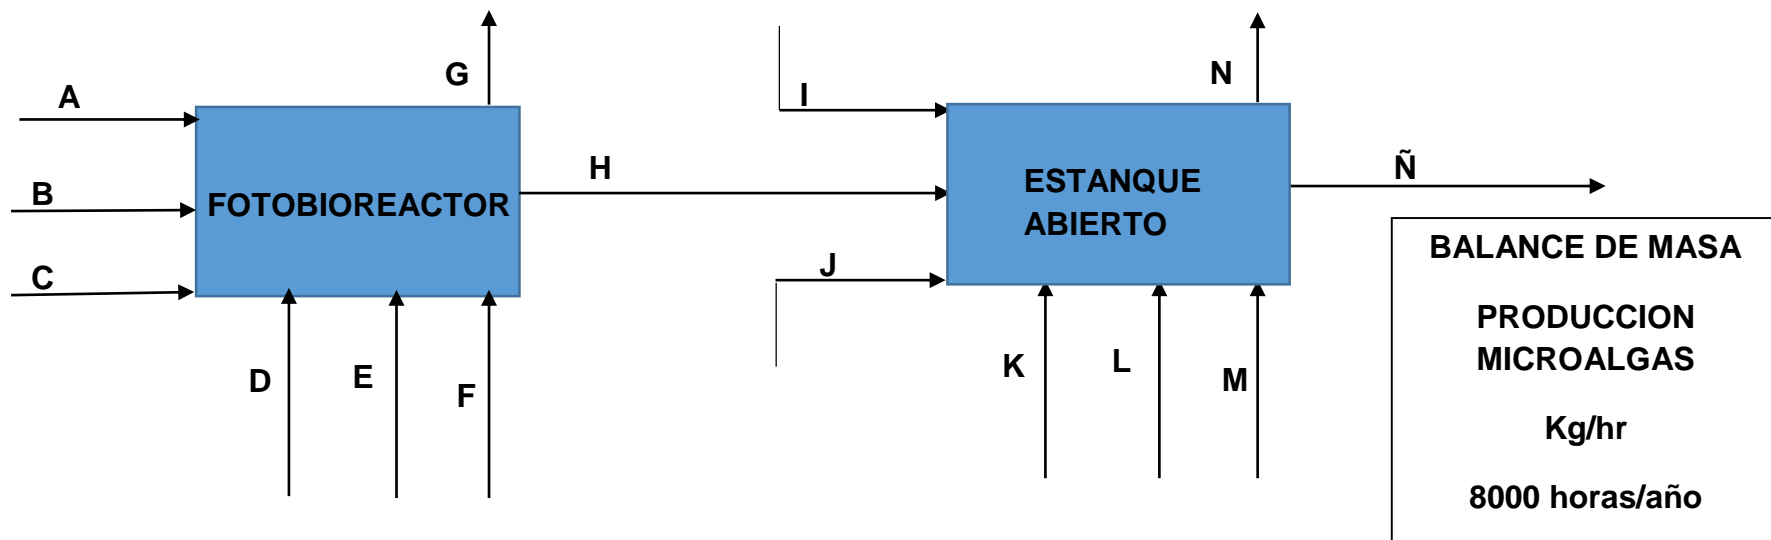 A
B
C
D
E
F
G
FOTOBIOREACTOR
H
I
J
K
L
M
N
ESTANQUE
ABIERTO
Ñ
BALANCE DE MASA
PRODUCCION
MICROALGAS
Kg/hr
8000 horas/año